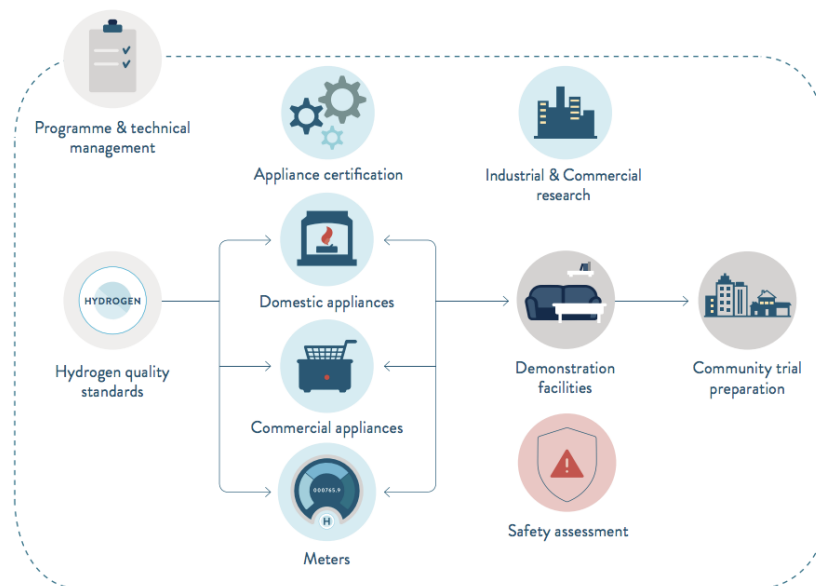 Programme & technical
management
Appliance certification
Industrial & Commercial
research
HYDROGEN
Hydrogen quality
standards
Domestic appliances
Commercial appliances
000765.9
H
Meters
Demonstration
facilities
Community trial
preparation
Safety assessment